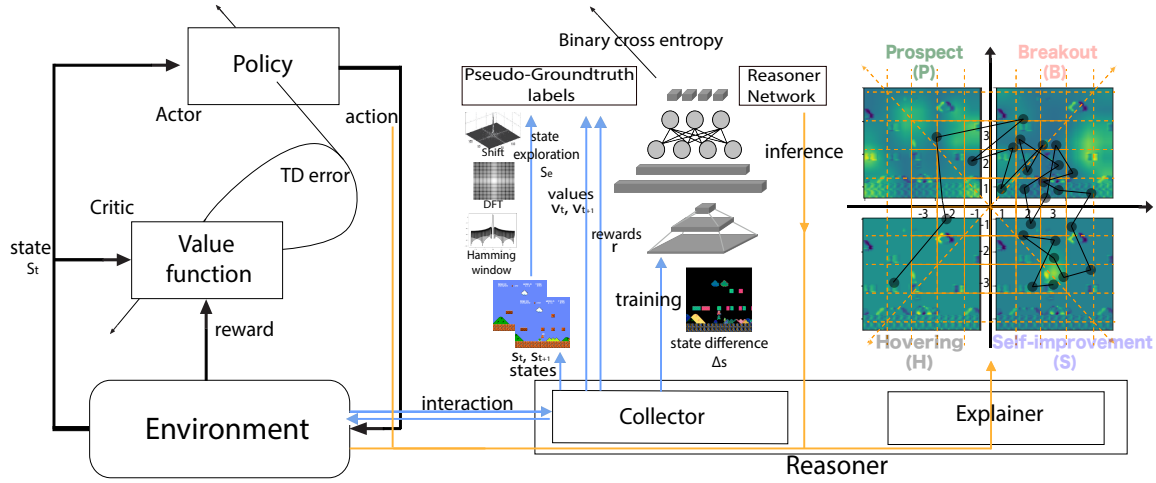 Policy
Actor
action
TD error
Critic
Value
function
state
sₜ
reward
Environment
interaction
Binary cross entropy
Pseudo-Groundtruth
labels
Reasoner
Network
Shift
state
exploration
Sₑ
DFT
Hamming
window
values
vₜ, vₜ₊₁
rewards
r
inference
training
state difference
Δs
sₜ, sₜ₊₁
states
Collector
Explainer
Reasoner
Prospect
(P)
Breakout
(B)
3
2
1
-3 -1 1 2 3
-1
-3
Hovering
(H)
Self-improvement
(S)